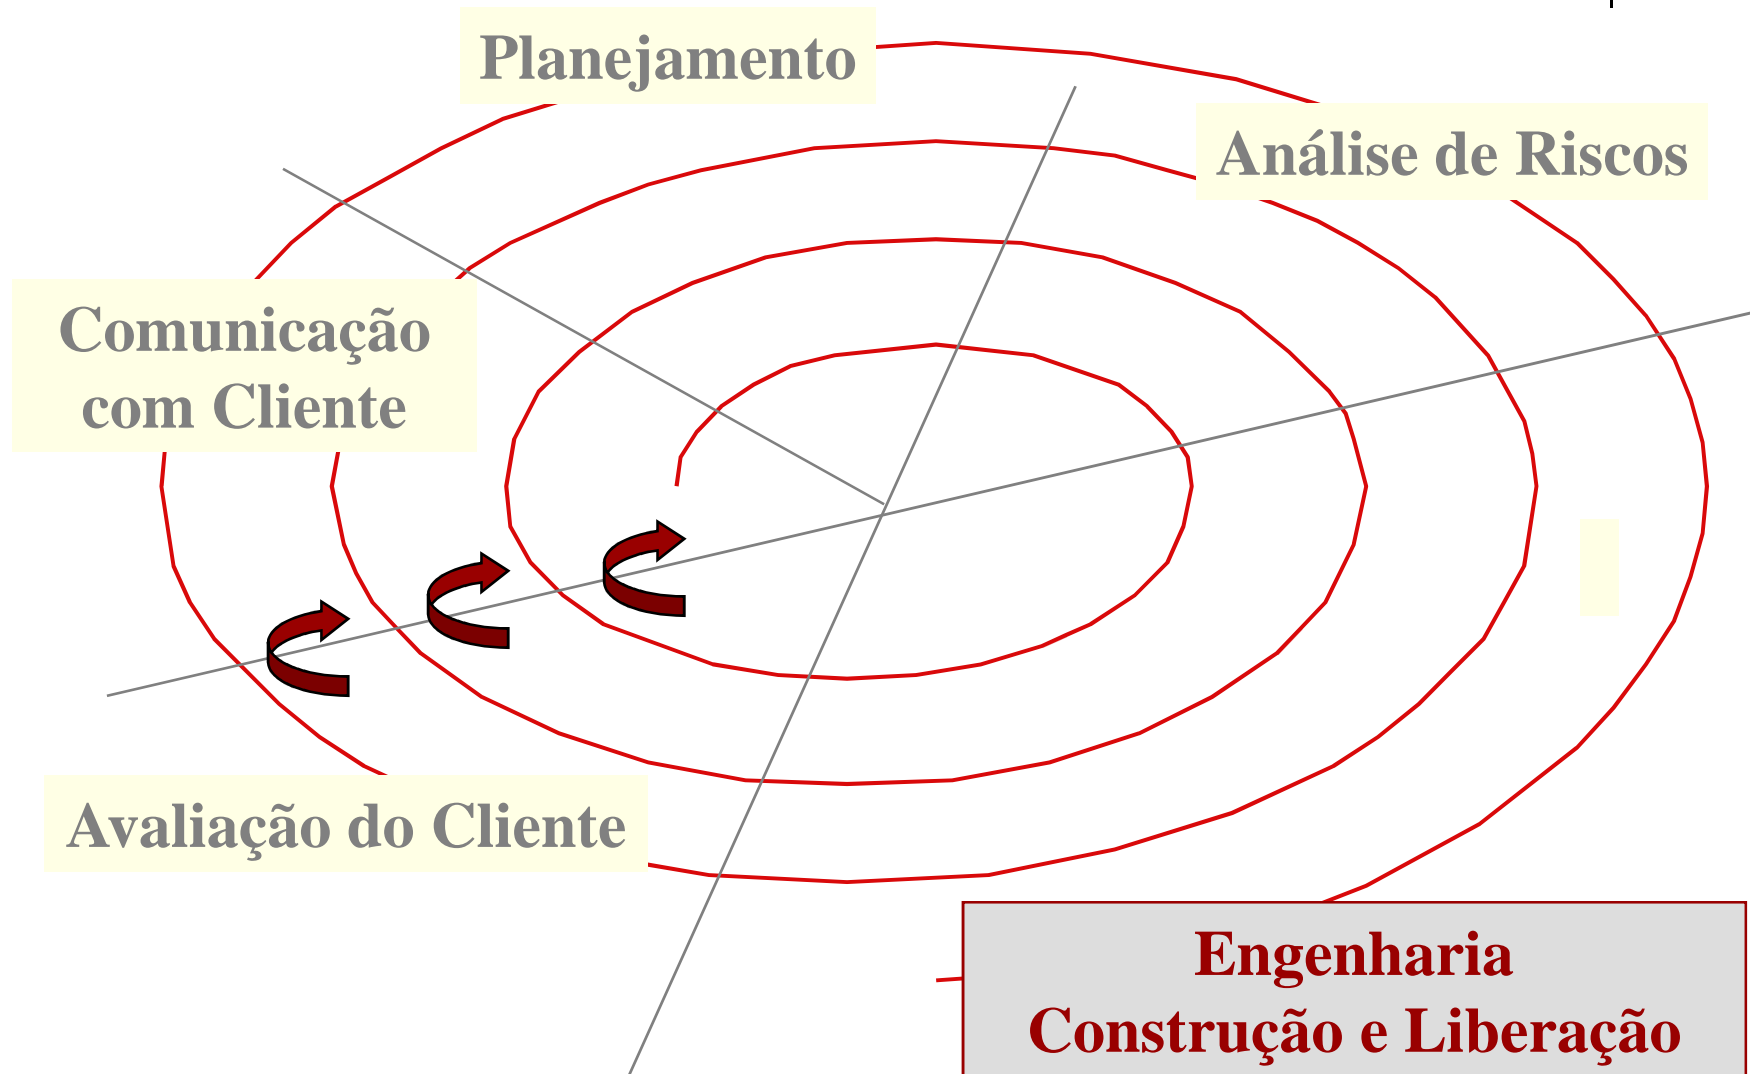 Planejamento
Análise de Riscos
Comunicação
com Cliente
Avaliação do Cliente
Engenharia
Construção e Liberação